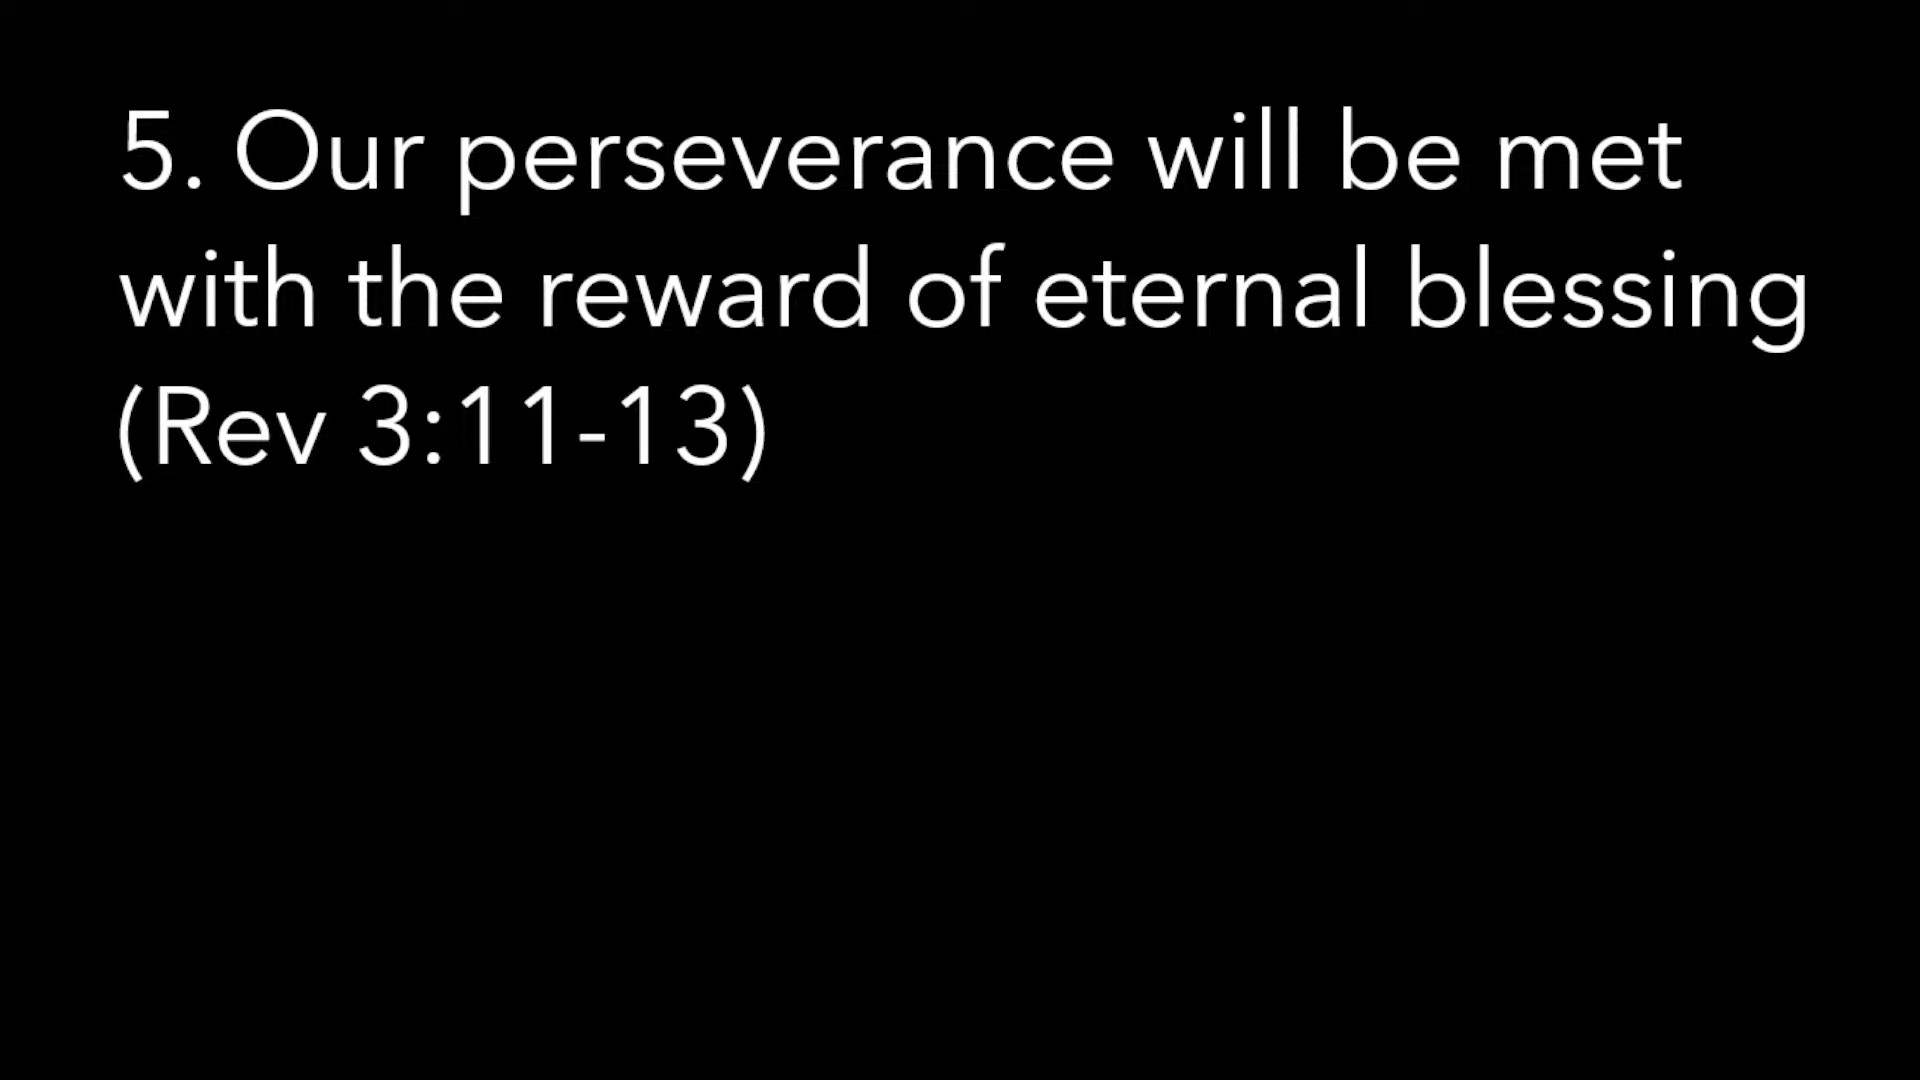 5. Our perseverance will be met
with the reward of eternal blessing
(Rev 3:11-13)